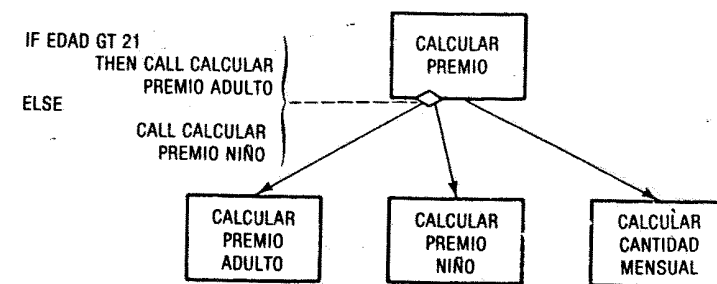 IF EDAD GT 21
THEN CALL CALCULAR
PREMIO ADULTO
ELSE
CALL CALCULAR
PREMIO NIÑO
CALCULAR
PREMIO
CALCULAR
PREMIO
ADULTO
CALCULAR
PREMIO
NIÑO
CALCULAR
CANTIDAD
MENSUAL